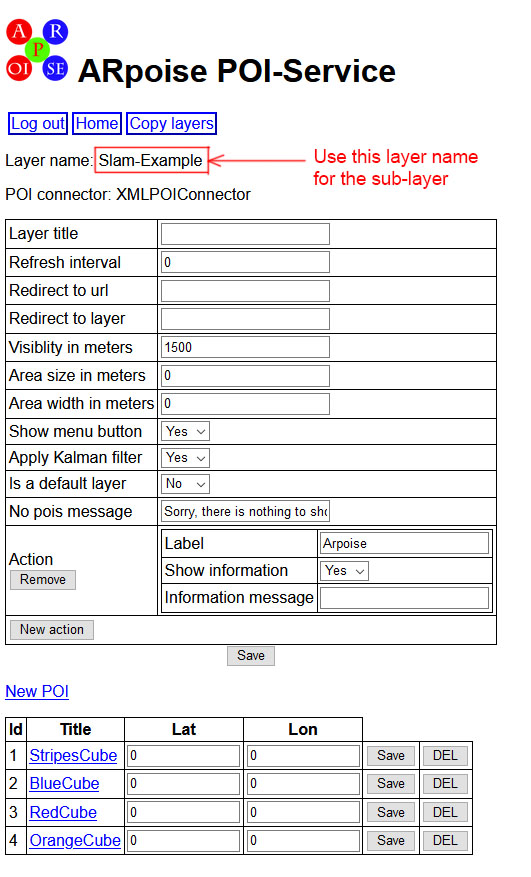 A R
P
OI SE
ARpoise POI-Service
Log out Home Copy layers
Layer name: Slam-Example
Use this layer name
for the sub-layer
POI connector: XMLPOIConnector
Layer title
Refresh interval 0
Redirect to url
Redirect to layer
Visiblity in meters 1500
Area size in meters 0
Area width in meters 0
Show menu button Yes
Apply Kalman filter Yes
Is a default layer No
No pois message Sorry, there is nothing to sho
Action
Remove
Label Arpoise
Show information Yes
Information message
New action
Save
New POI
Id Title Lat Lon
1 StripesCube 0 0 Save DEL
2 BlueCube 0 0 Save DEL
3 RedCube 0 0 Save DEL
4 OrangeCube 0 0 Save DEL